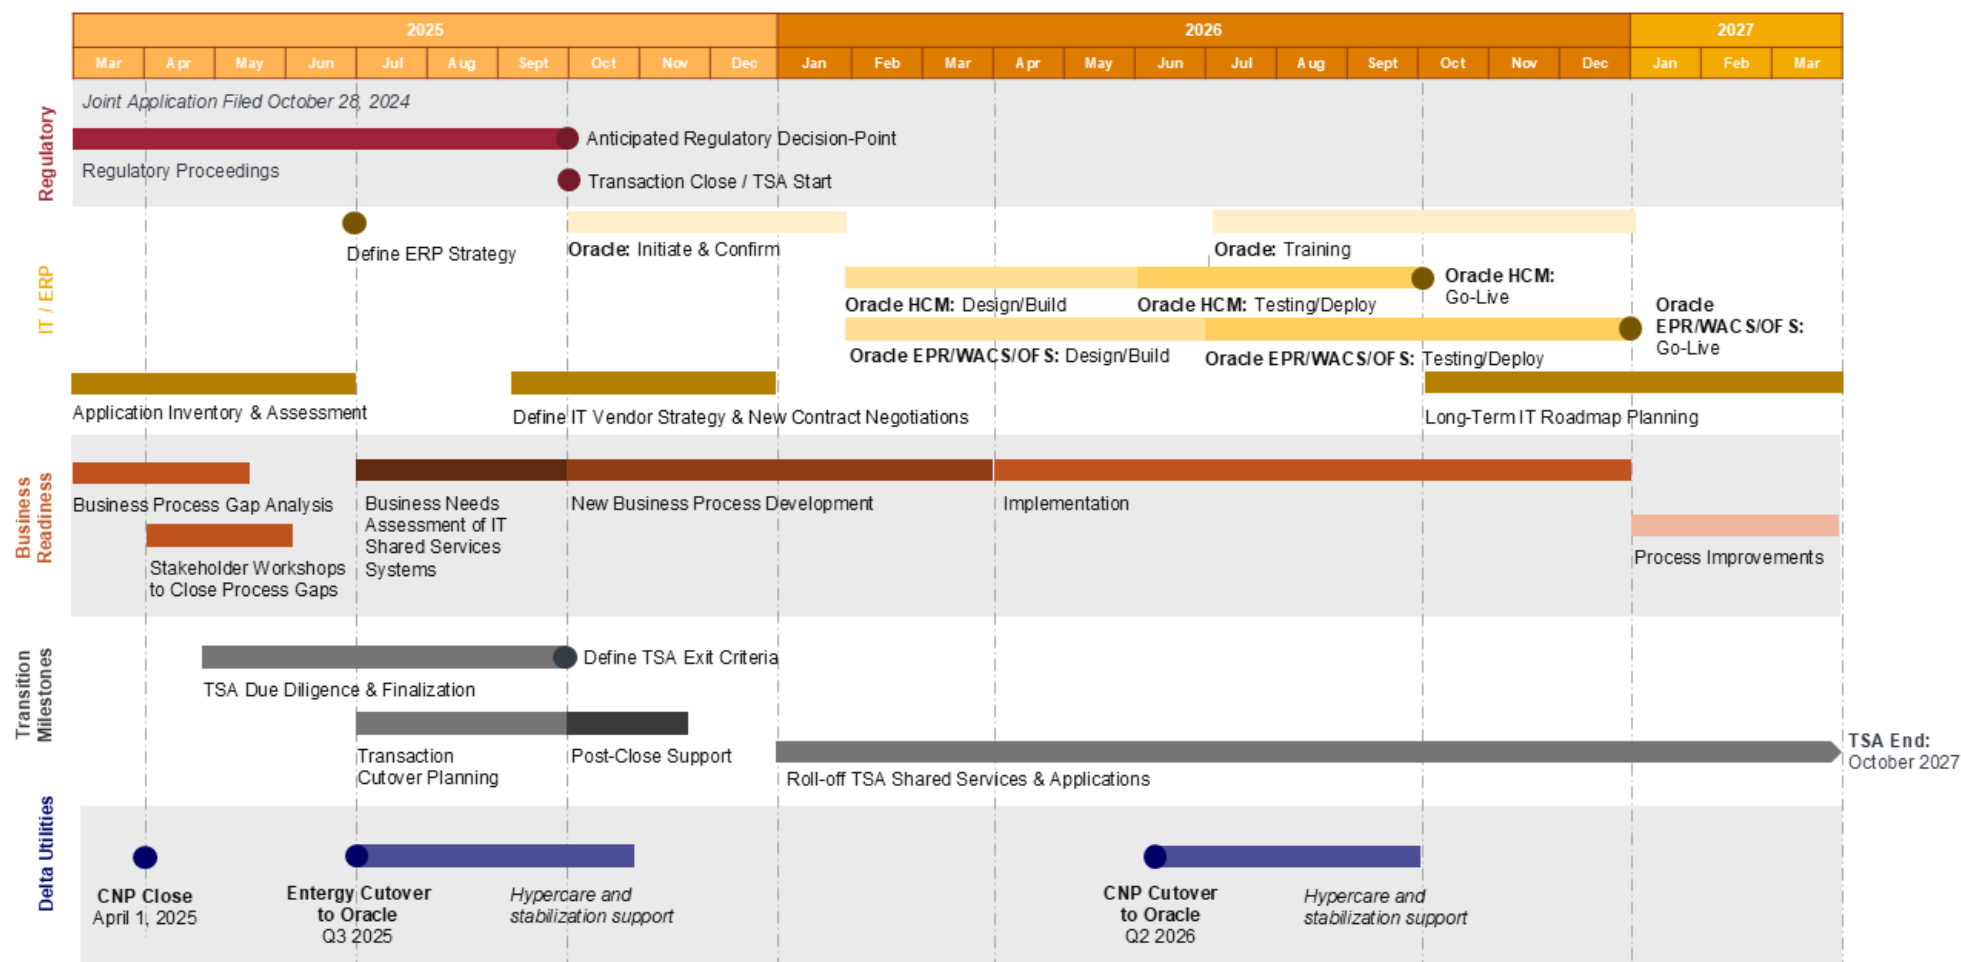 2025
2026
2027
Mar
Apr
May
Jun
Jul
Aug
Sept
Oct
Nov
Dec
Jan
Feb
Mar
Apr
May
Jun
Jul
Aug
Sept
Oct
Nov
Dec
Jan
Feb
Mar
Regulatory
Joint Application Filed October 28, 2024
Anticipated Regulatory Decision-Point
Regulatory Proceedings
Transaction Close / TSA Start
IT / ERP
Define ERP Strategy
Oracle: Initiate & Confirm
Oracle: Training
Oracle HCM: Design/Build
Oracle HCM: Testing/Deploy
Oracle HCM:
Go-Live
Oracle EPR/WACS/OFS: Design/Build
Oracle EPR/WACS/OFS: Testing/Deploy
Oracle
EPR/WACS/OFS:
Go-Live
Application Inventory & Assessment
Define IT Vendor Strategy & New Contract Negotiations
Long-Term IT Roadmap Planning
Business
Readiness
Business Process Gap Analysis
Stakeholder Workshops
to Close Process Gaps
Business Needs
Assessment of IT
Shared Services
Systems
New Business Process Development
Implementation
Process Improvements
Transition
Milestones
Define TSA Exit Criteria
TSA Due Diligence & Finalization
Transaction
Cutover Planning
Post-Close Support
Roll-off TSA Shared Services & Applications
TSA End:
October 2027
Delta Utilities
CNP Close
April 1, 2025
Entergy Cutover
to Oracle
Q3 2025
Hypercare and
stabilization support
CNP Cutover
to Oracle
Q2 2026
Hypercare and
stabilization support